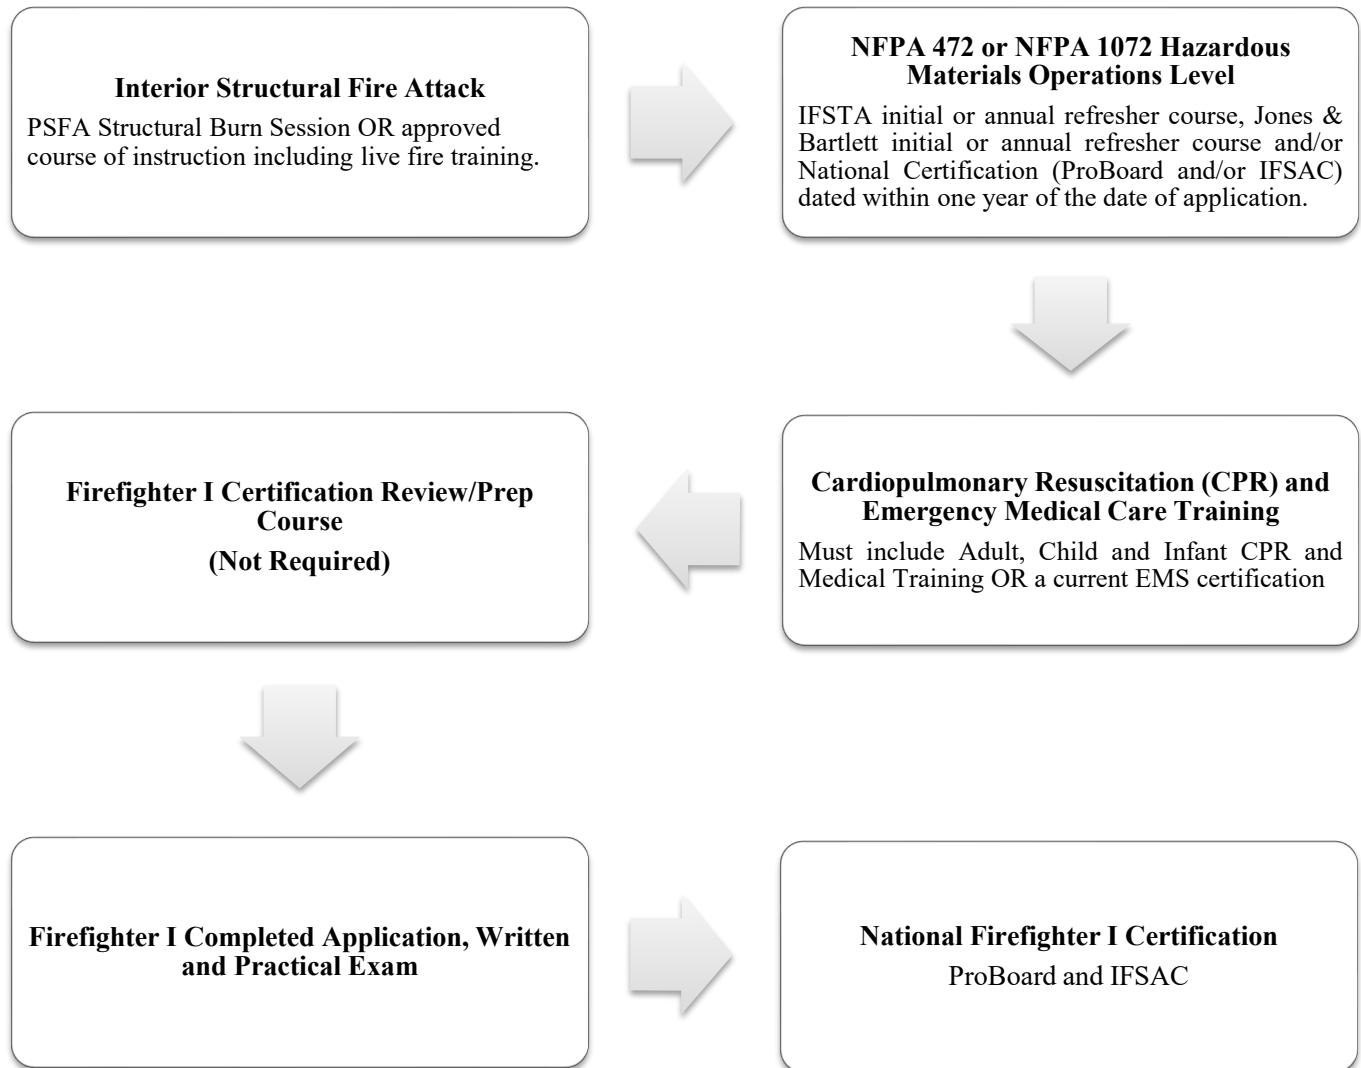 Interior Structural Fire Attack
PSFA Structural Burn Session OR approved
course of instruction including live fire training.
NFPA 472 or NFPA 1072 Hazardous
Materials Operations Level
IFSTA initial or annual refresher course, Jones &
Bartlett initial or annual refresher course and/or
National Certification (ProBoard and/or IFSAC)
dated within one year of the date of application.
Cardiopulmonary Resuscitation (CPR) and
Emergency Medical Care Training
Must include Adult, Child and Infant CPR and
Medical Training OR a current EMS certification
Firefighter I Certification Review/Prep
Course
(Not Required)
Firefighter I Completed Application, Written
and Practical Exam
National Firefighter I Certification
ProBoard and IFSAC